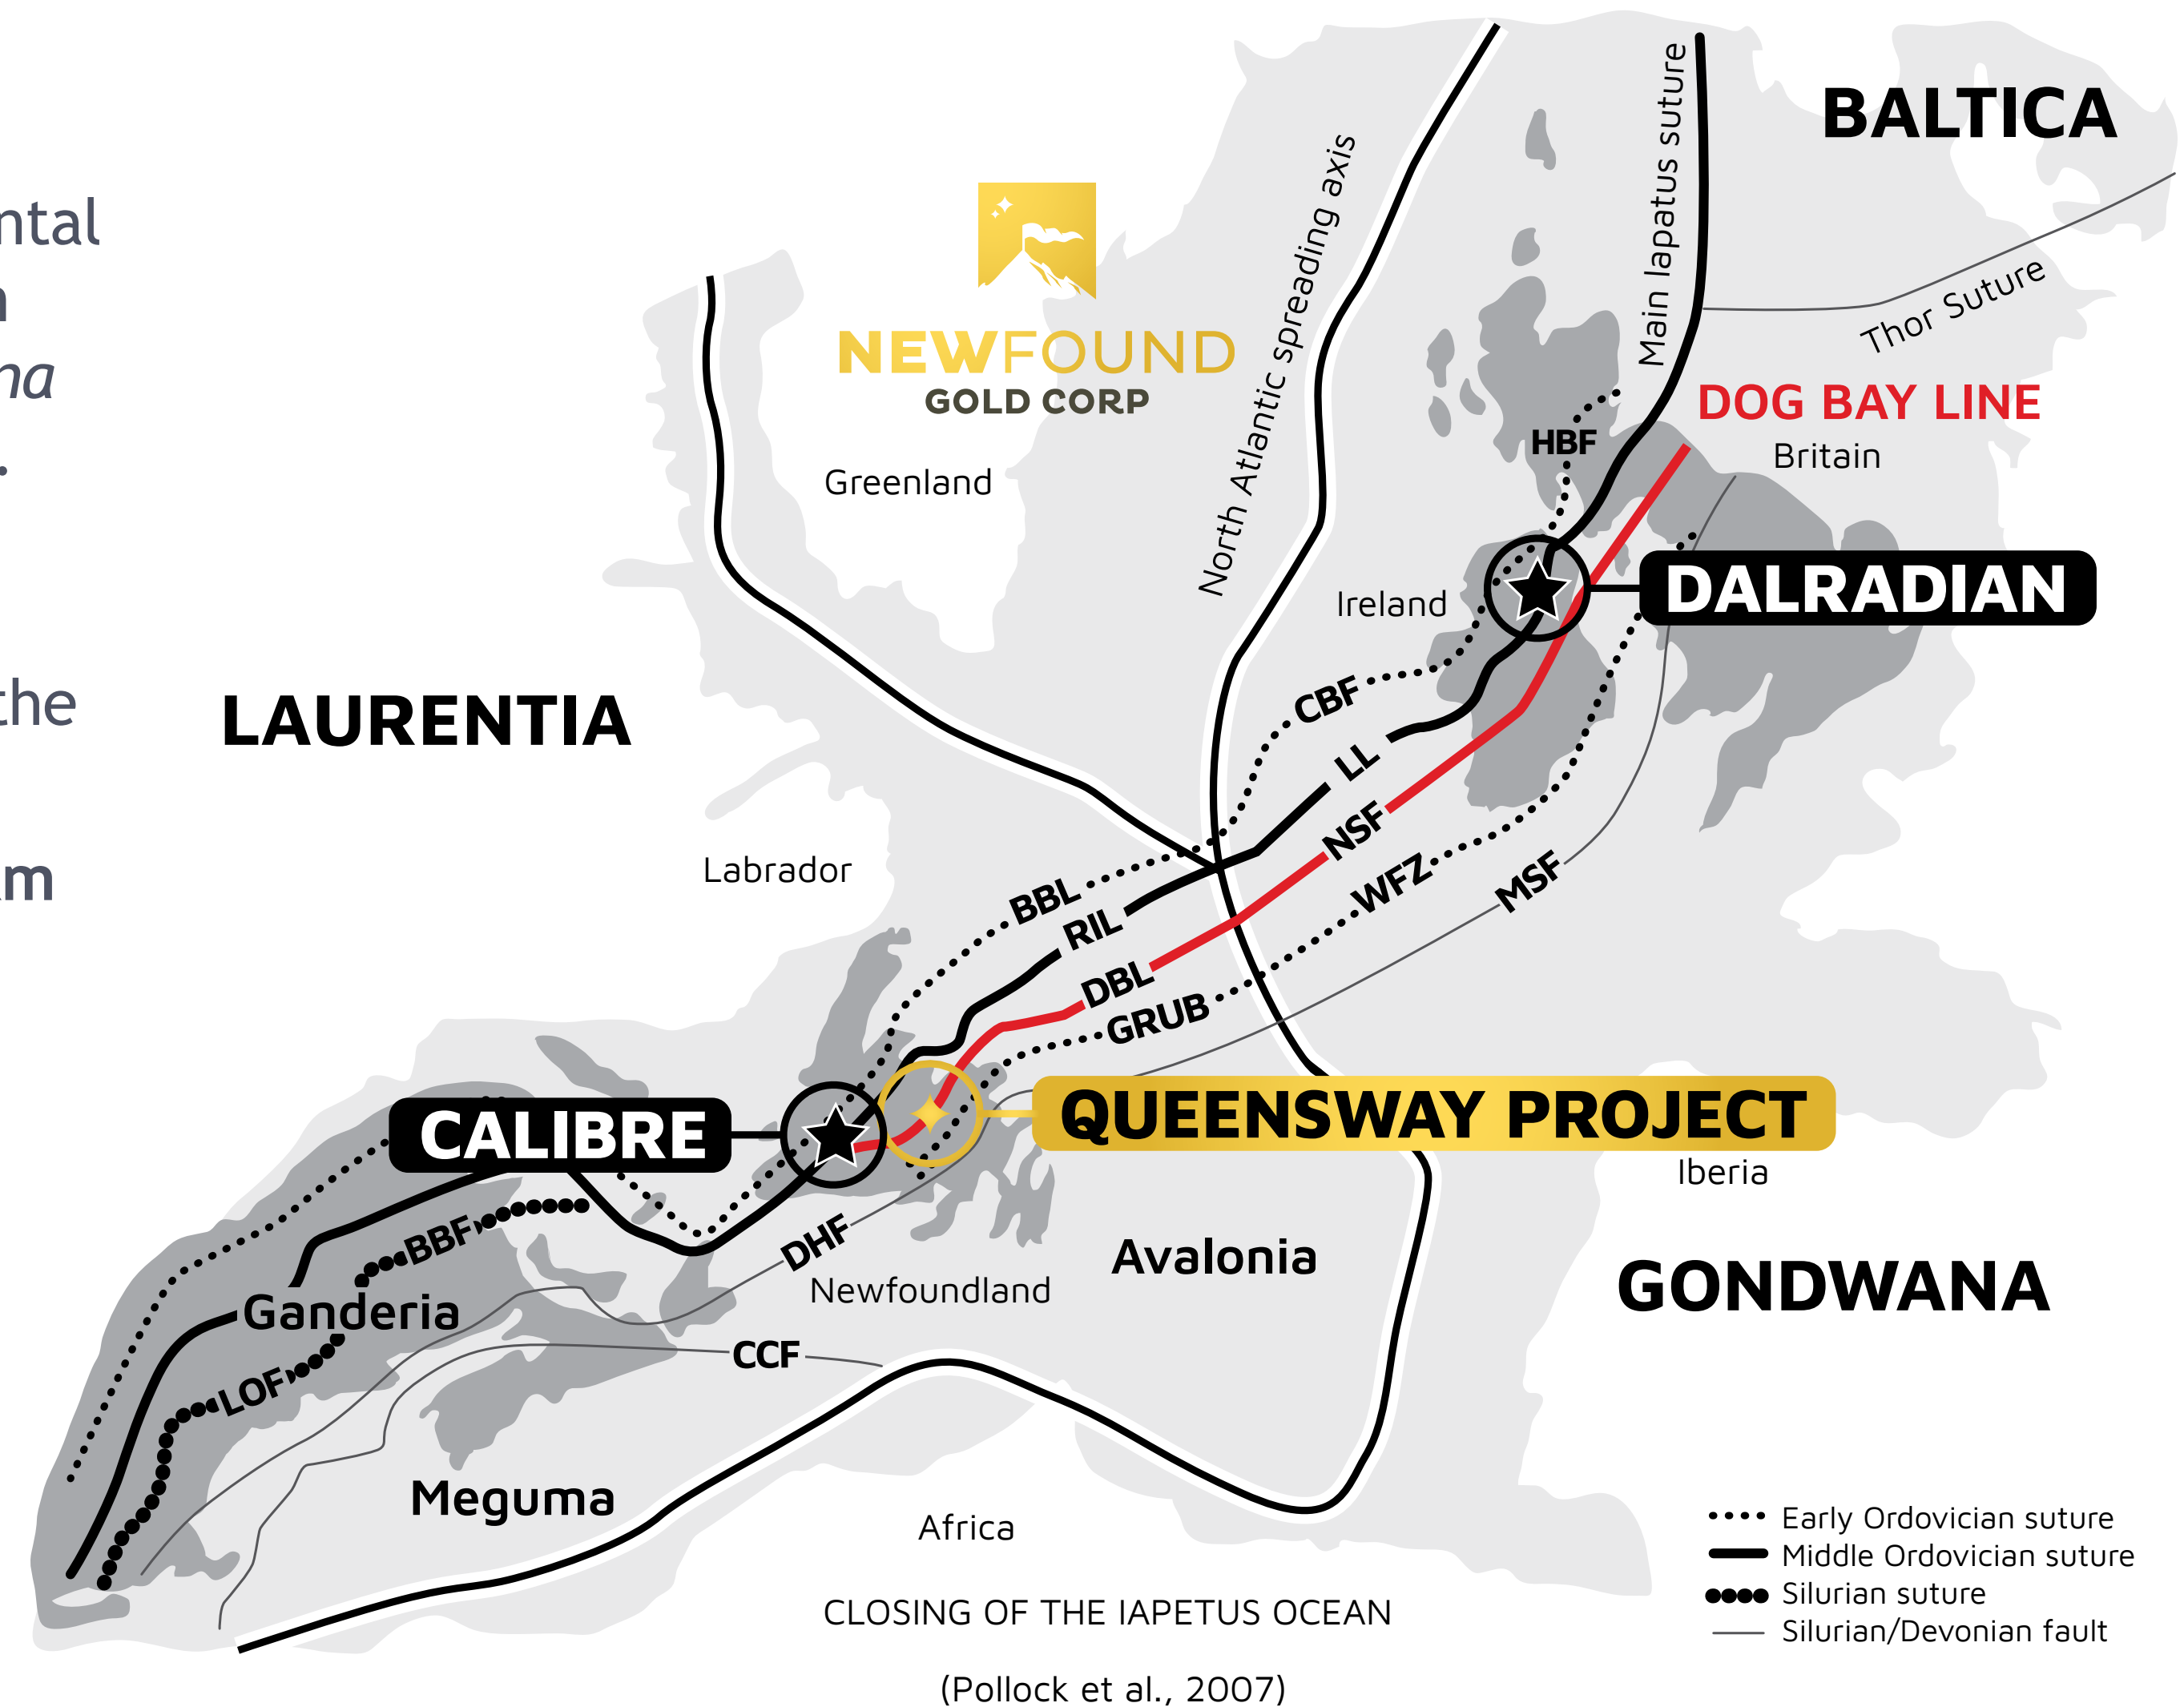 ntal
n
na
.
the
km
BALTICA
North Atlantic spreading axis
Main lapatus suture
Thor Suture
NEWFOUND
GOLD CORP
DOG BAY LINE
HBF
Britain
Greenland
DALRADIAN
Ireland
LAURENTIA
CBF
LL
NSF
Labrador
WFZ
MSF
BBL
RIL
DBL
GRUB
CALIBRE
QUEENSWAY PROJECT
Iberia
BBF
DHF
Avalonia
Newfoundland
GONDWANA
Ganderia
CCF
LOF
Meguma
Africa
Early Ordovician suture
Middle Ordovician suture
Silurian suture
Silurian/Devonian fault
CLOSING OF THE IAPETUS OCEAN
(Pollock et al., 2007)